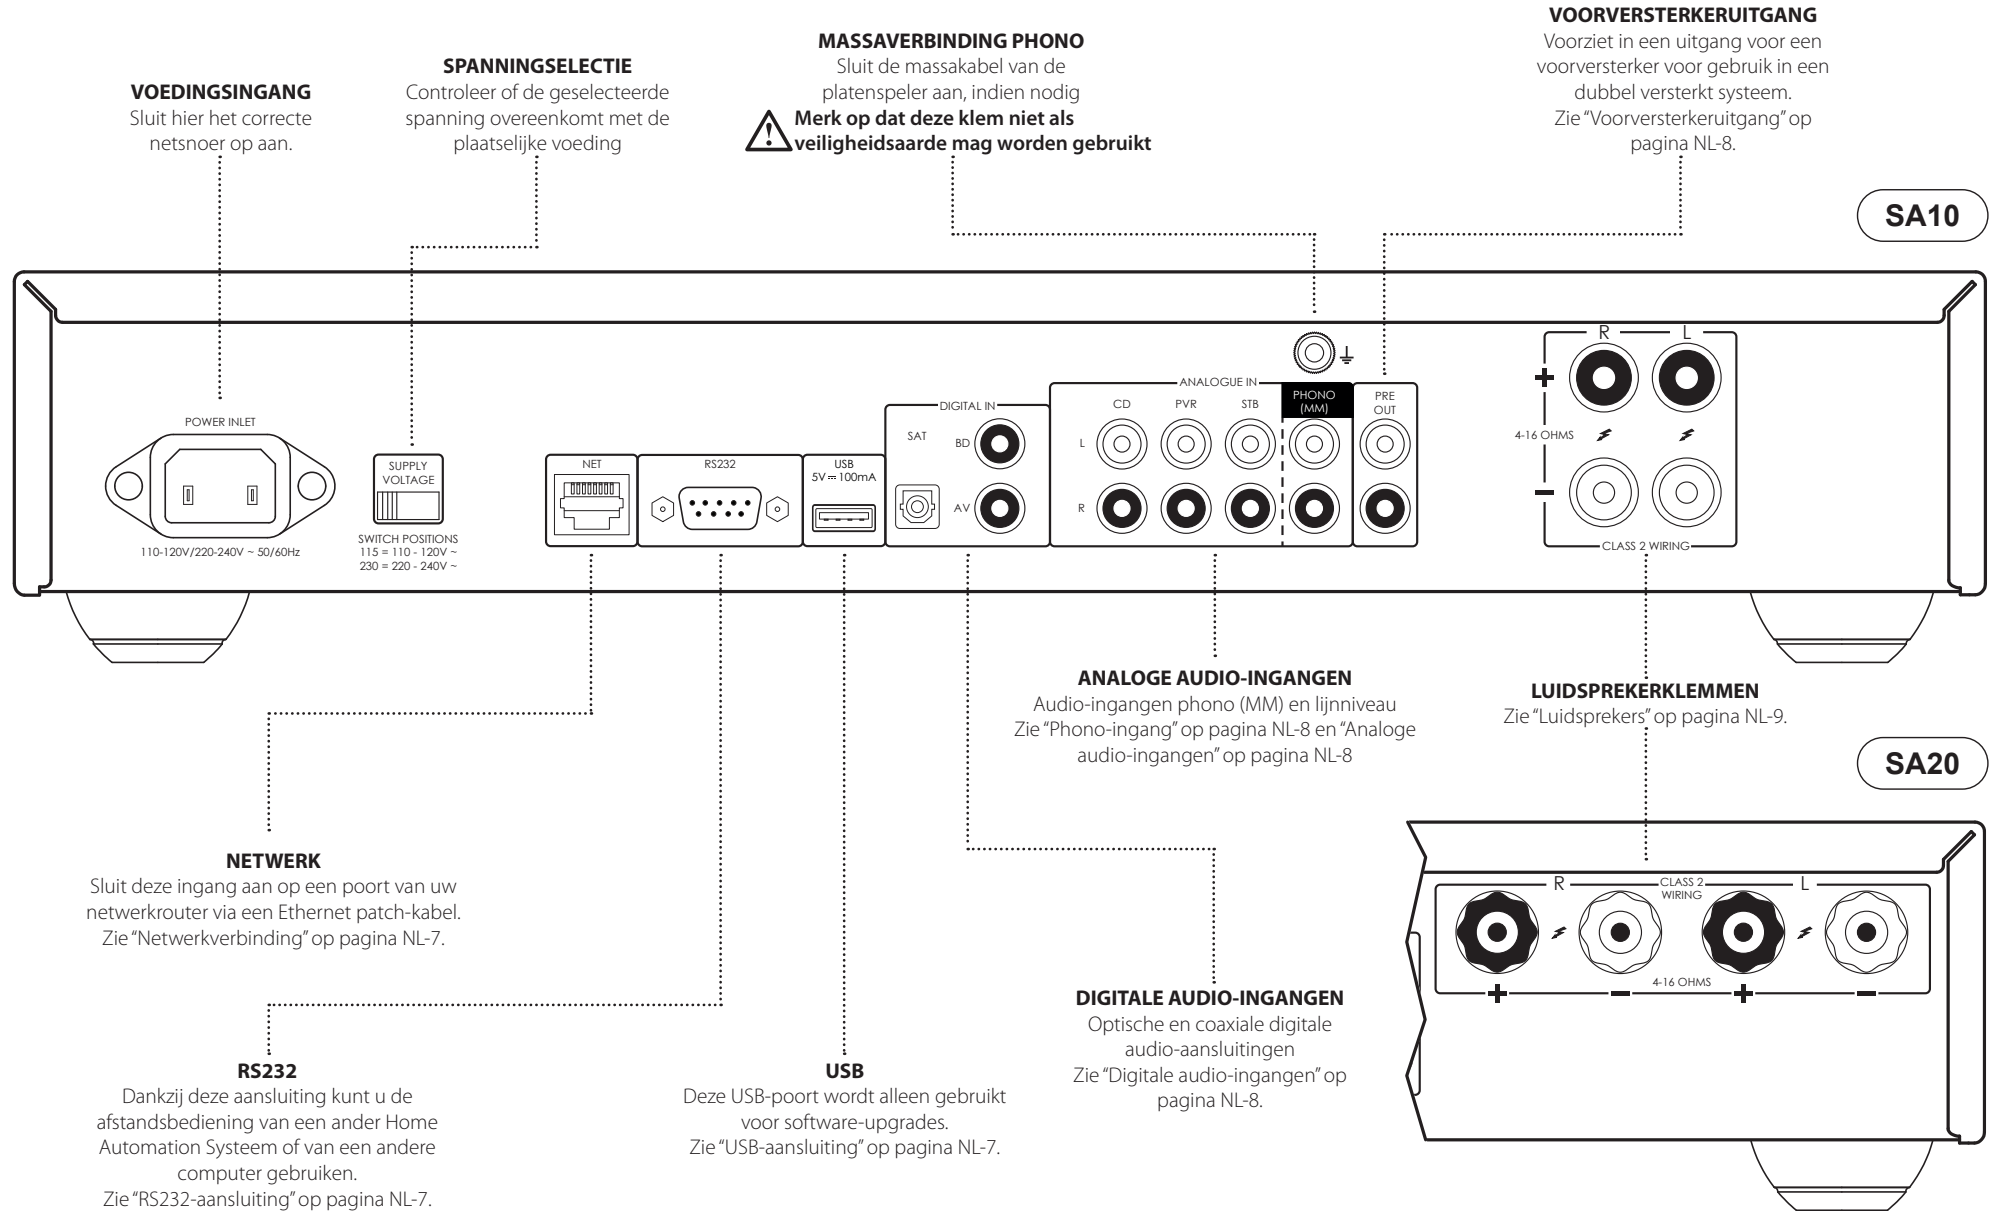 VOEDINGSINGANG
Sluit hier het correcte
netsnoer op aan.
SPANNINGSELECTIE
Controleer of de geselecteerde
spanning overeenkomt met de
plaatselijke voeding
MASSAVERBINDING PHONO
Sluit de massakabel van de
platenspeler aan, indien nodig
Merk op dat deze klem niet als
veiligheidsaarde mag worden gebruikt
VOORVERSTERKERUITGANG
Voorziet in een uitgang voor een
voorversterker voor gebruik in een
dubbel versterkt systeem.
Zie “Voorversterkeruitgang” op
pagina NL-8.
SA10
POWER INLET
110-120V/220-240V ~ 50/60Hz
SUPPLY
VOLTAGE
SWITCH POSITIONS
115 = 110 - 120V ~
230 = 220 - 240V ~
NET
RS232
USB
5V ⎓ 100mA
DIGITAL IN
SAT
BD
AV
ANALOGUE IN
CD
PVR
STB
PHONO
(MM)
L
R
PRE
OUT
R
L
+
4-16 OHMS
−
CLASS 2 WIRING
ANALOGE AUDIO-INGANGEN
Audio-ingangen phono (MM) en lijnniveau
Zie “Phono-ingang” op pagina NL-8 en “Analoge
audio-ingangen” op pagina NL-8
LUIDSPREKERKLEMMEN
Zie “Luidsprekers” op pagina NL-9.
SA20
R
CLASS 2
WIRING
L
4-16 OHMS
+ − + −
NETWERK
Sluit deze ingang aan op een poort van uw
netwerkrouter via een Ethernet patch-kabel.
Zie “Netwerkverbinding” op pagina NL-7.
RS232
Dankzij deze aansluiting kunt u de
afstandsbediening van een ander Home
Automation Systeem of van een andere
computer gebruiken.
Zie “RS232-aansluiting” op pagina NL-7.
USB
Deze USB-poort wordt alleen gebruikt
voor software-upgrades.
Zie “USB-aansluiting” op pagina NL-7.
DIGITALE AUDIO-INGANGEN
Optische en coaxiale digitale
audio-aansluitingen
Zie “Digitale audio-ingangen” op
pagina NL-8.